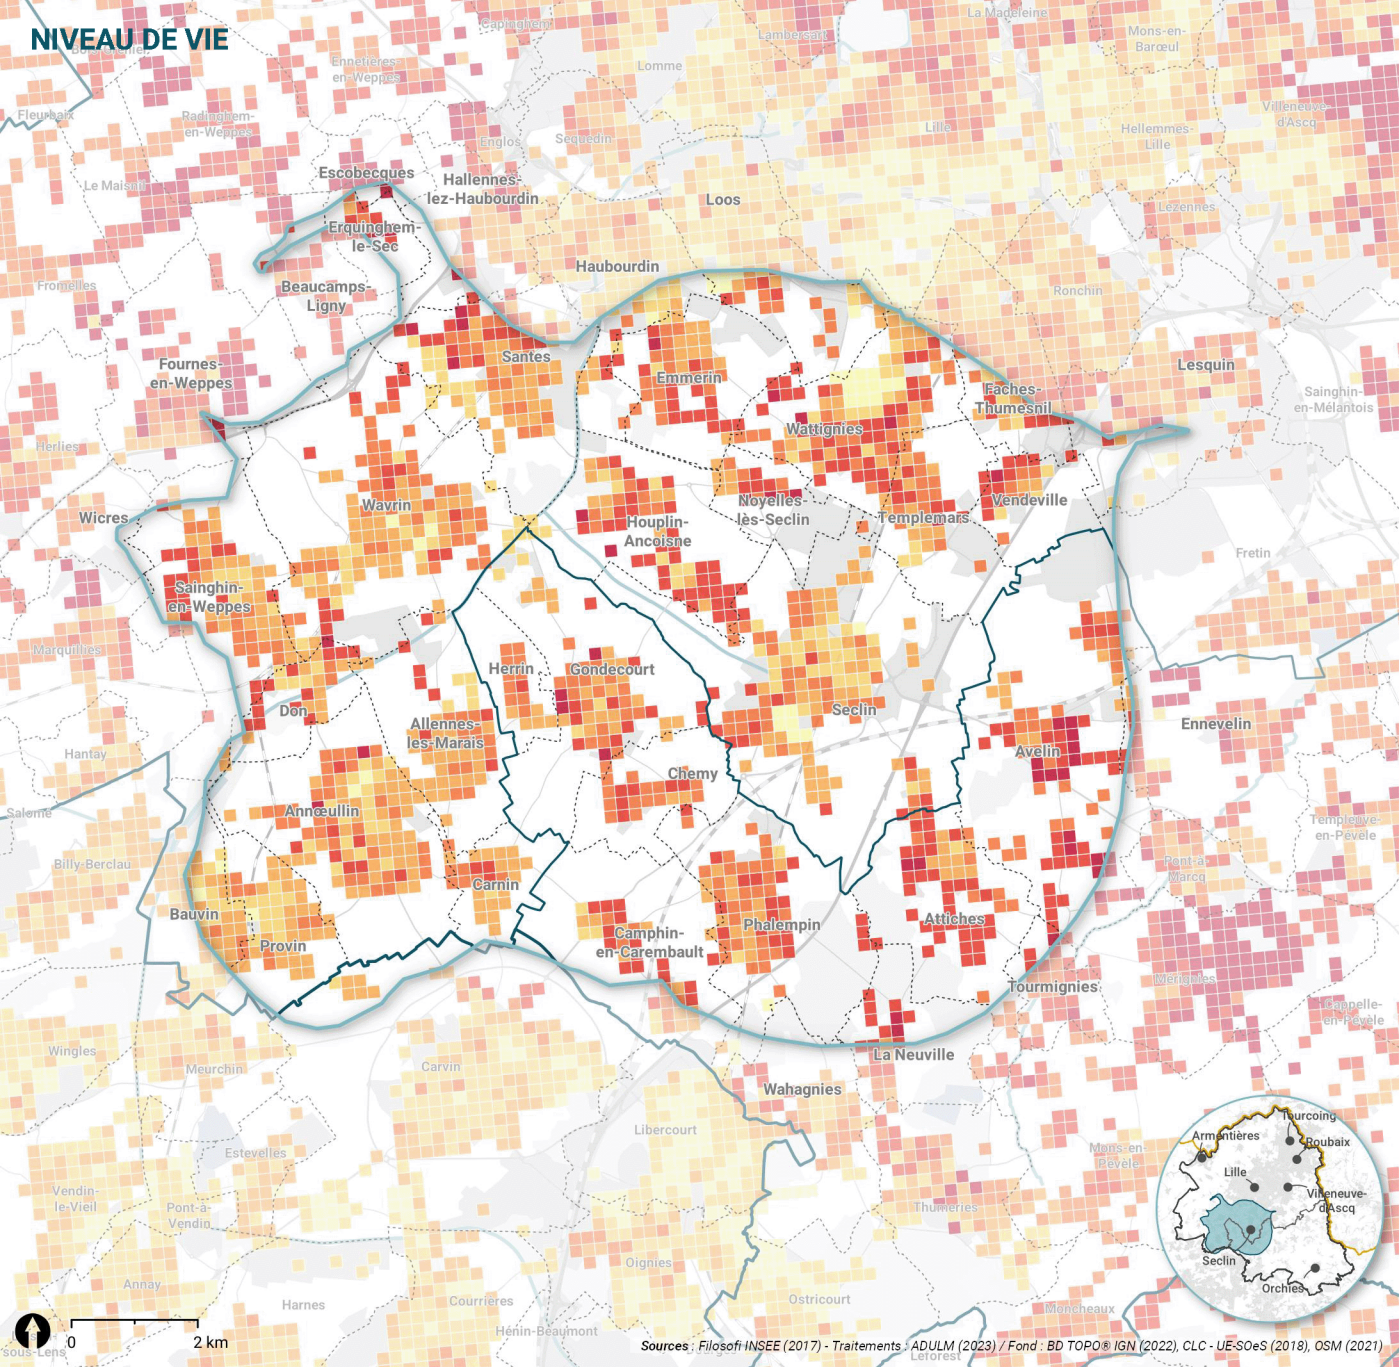 NIVEAU DE VIE
Capinghem
La Madeleine
Lambersart
Mons-en-
Barœul
Ennetières-
en-Weppes
Lomme
Fleurbaix
Radinghem-
en-Weppes
Villeneuve-
d'Ascq
Lille
Hellemmes-
Lille
Sequedin
Englos
Le Maisnil
Escobecques
Hallennes-
lez-Haubourdin
Loos
Lezennes
Erquinghem-
le-Sec
Haubourdin
Fromelles
Beaucamps-
Ligny
Ronchin
Santes
Lesquin
Fournes-
en-Weppes
Emmerin
Faches-
Thumesnil
Sainghin-
en-Mélantois
Wattignies
Herlies
Wavrin
Noyelles-
lès-Seclin
Vendeville
Wicres
Houplin-
Ancoisne
Templemars
Fretin
Sainghin-
en-Weppes
Marquillies
Herrin
Gondecourt
Don
Allennes-
les-Marais
Seclin
Ennevelin
Hantay
Avelin
Chemy
Salomé
Annœullin
Templeuve-
en-Pévèle
Billy-Berclau
Pont-à-
Marcq
Carnin
Bauvin
Provin
Camphin-
en-Carembault
Phalempin
Attiches
Mérignies
Tourmignies
Cappelle-
en-Pévèle
Wingles
Meurchin
Carvin
La Neuville
Wahagnies
Libercourt
Estevelles
Mons-en-
Pévèle
Vendin-
le-Vieil
Pont-à-
Vendin
Thumeries
Oignies
Annay
Harnes
Courrières
Ostricourt
Moncheaux
Hénin-Beaumont
sous-Lens
Leforest
Tourcoing
Armentières
Roubaix
Lille
Villeneuve-
d'Ascq
Seclin
Orchies
0
2 km
Sources : Filosofi INSEE (2017) - Traitements : ADULM (2023) / Fond : BD TOPO® IGN (2022), CLC - UE-SOeS (2018), OSM (2021)